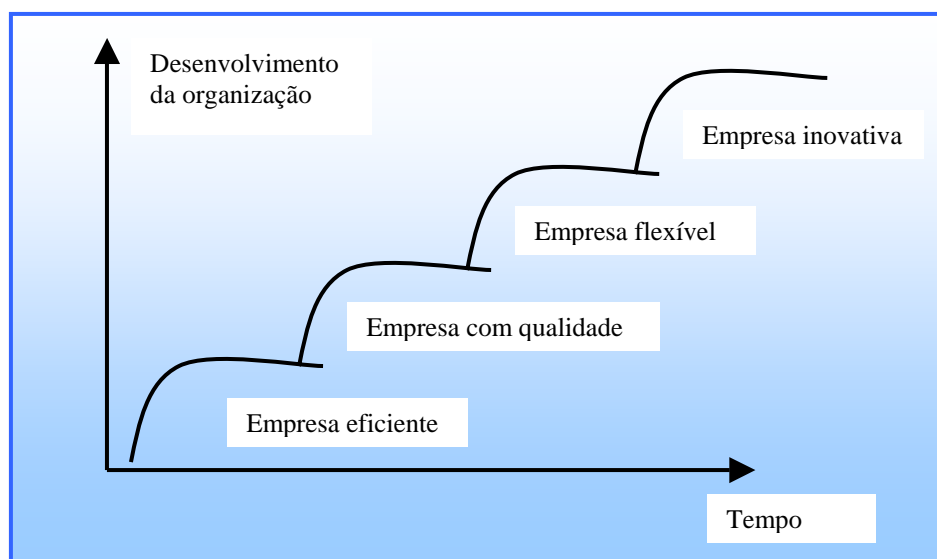 Desenvolvimento
da organização
Empresa inovativa
Empresa flexível
Empresa com qualidade
Empresa eficiente
Tempo